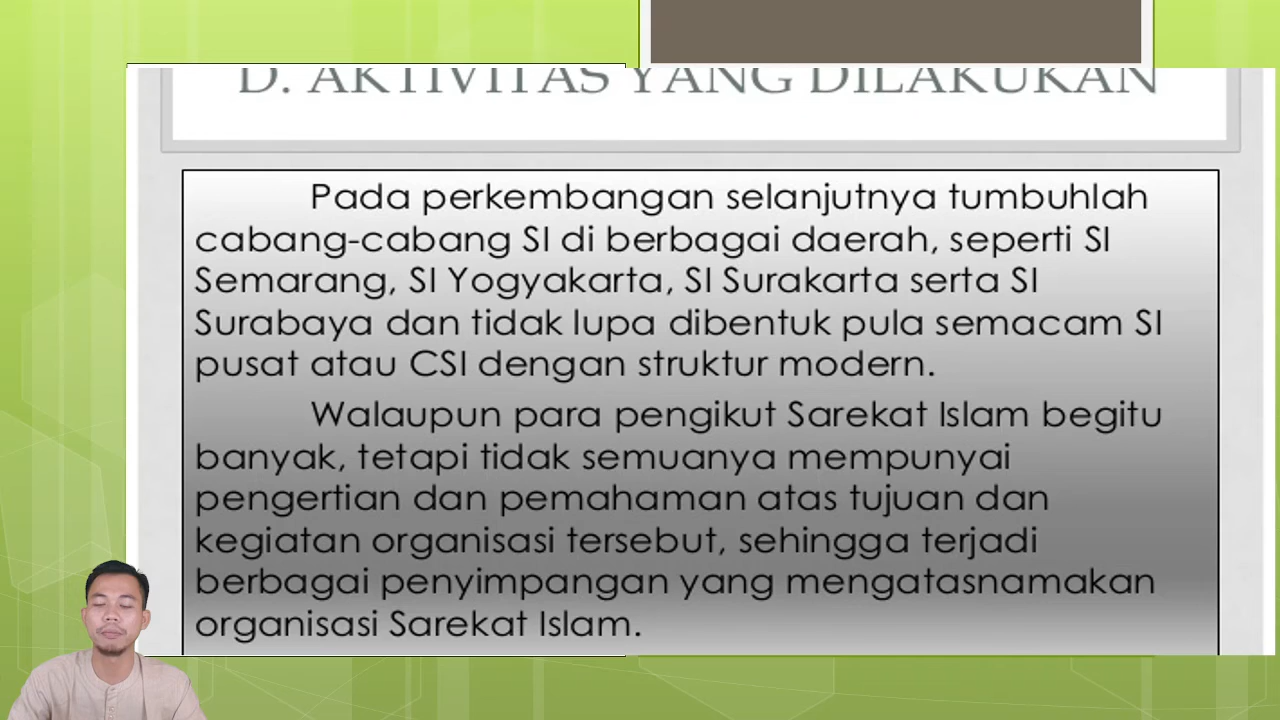 D. AKTIVITAS YANG DILAKUKAN
Pada perkembangan selanjutnya tumbuhlah
cabang-cabang SI di berbagai daerah, seperti SI
Semarang, SI Yogyakarta, SI Surakarta serta SI
Surabaya dan tidak lupa dibentuk pula semacam SI
pusat atau CSI dengan struktur modern.
Walaupun para pengikut Sarekat Islam begitu
banyak, tetapi tidak semuanya mempunyai
pengertian dan pemahaman atas tujuan dan
kegiatan organisasi tersebut, sehingga terjadi
berbagai penyimpangan yang mengatasnamakan
organisasi Sarekat Islam.